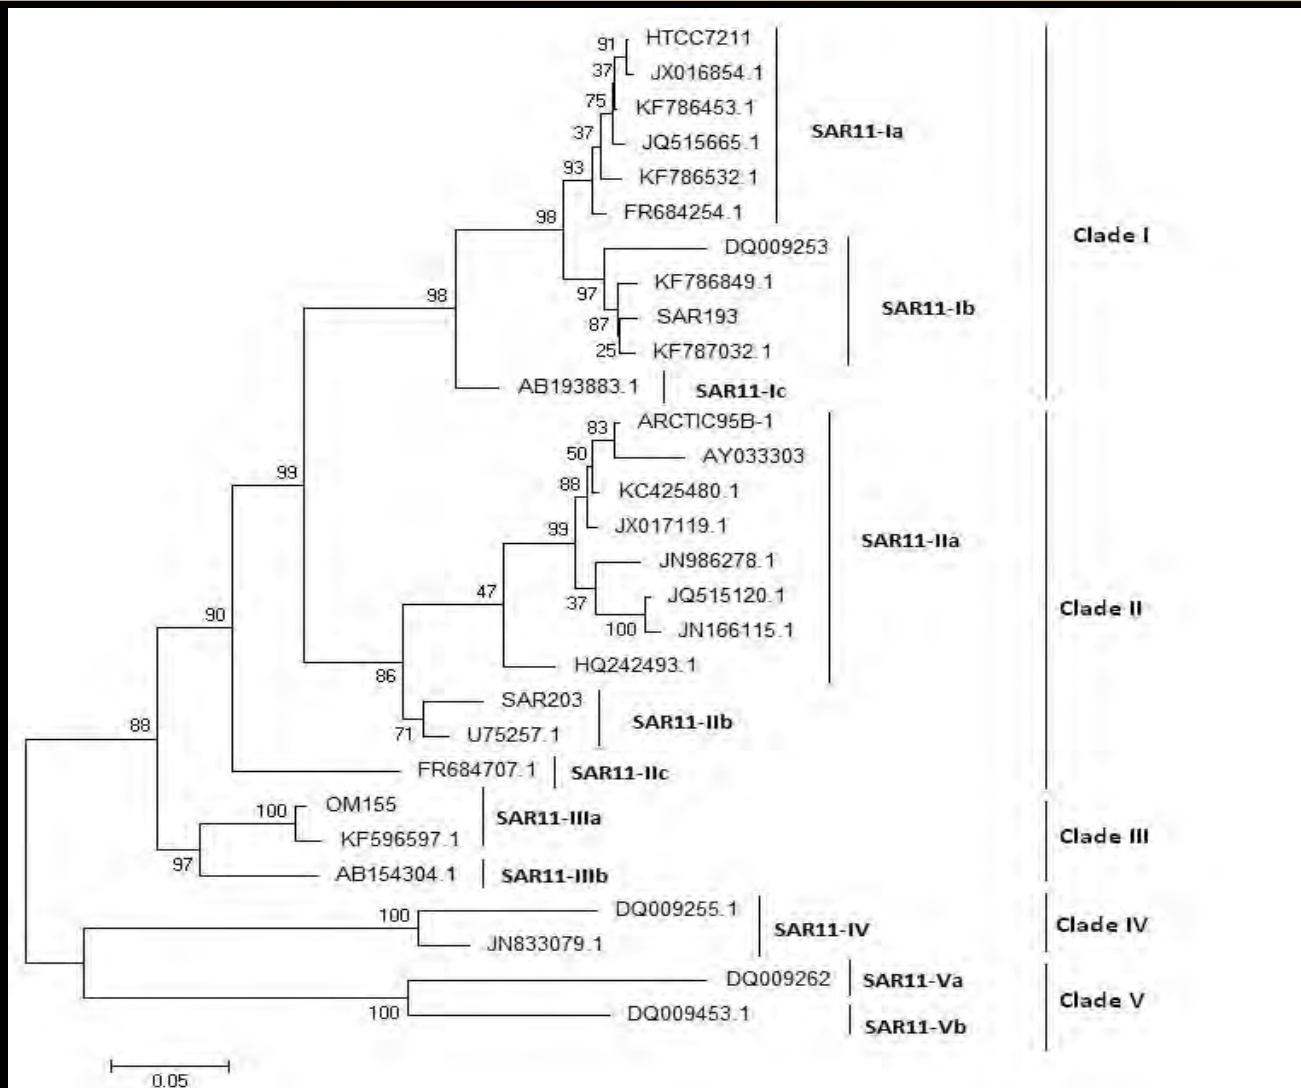 91
HTCC7211
37
JX016854.1
75
KF786453.1
SAR11-Ia
37
JQ515665.1
93
KF786532.1
98
FR684254.1
Clade I
DQ009253
98
97
KF786849.1
SAR11-Ib
87
SAR193
25
KF787032.1
AB193883.1
SAR11-Ic
83
ARCTIC95B-1
50
AY033303
99
88
KC425480.1
99
JX017119.1
SAR11-IIa
JN986278.1
47
37
JQ515120.1
Clade II
90
100
JN166115.1
86
HQ242493.1
SAR203
SAR11-IIb
88
71
U75257.1
FR684707.1
SAR11-IIc
100
OM155
SAR11-IIIa
KF596597.1
Clade III
97
AB154304.1
SAR11-IIIb
100
DQ009255.1
SAR11-IV
Clade IV
JN833079.1
DQ009262
SAR11-Va
Clade V
100
DQ009453.1
SAR11-Vb
0.05